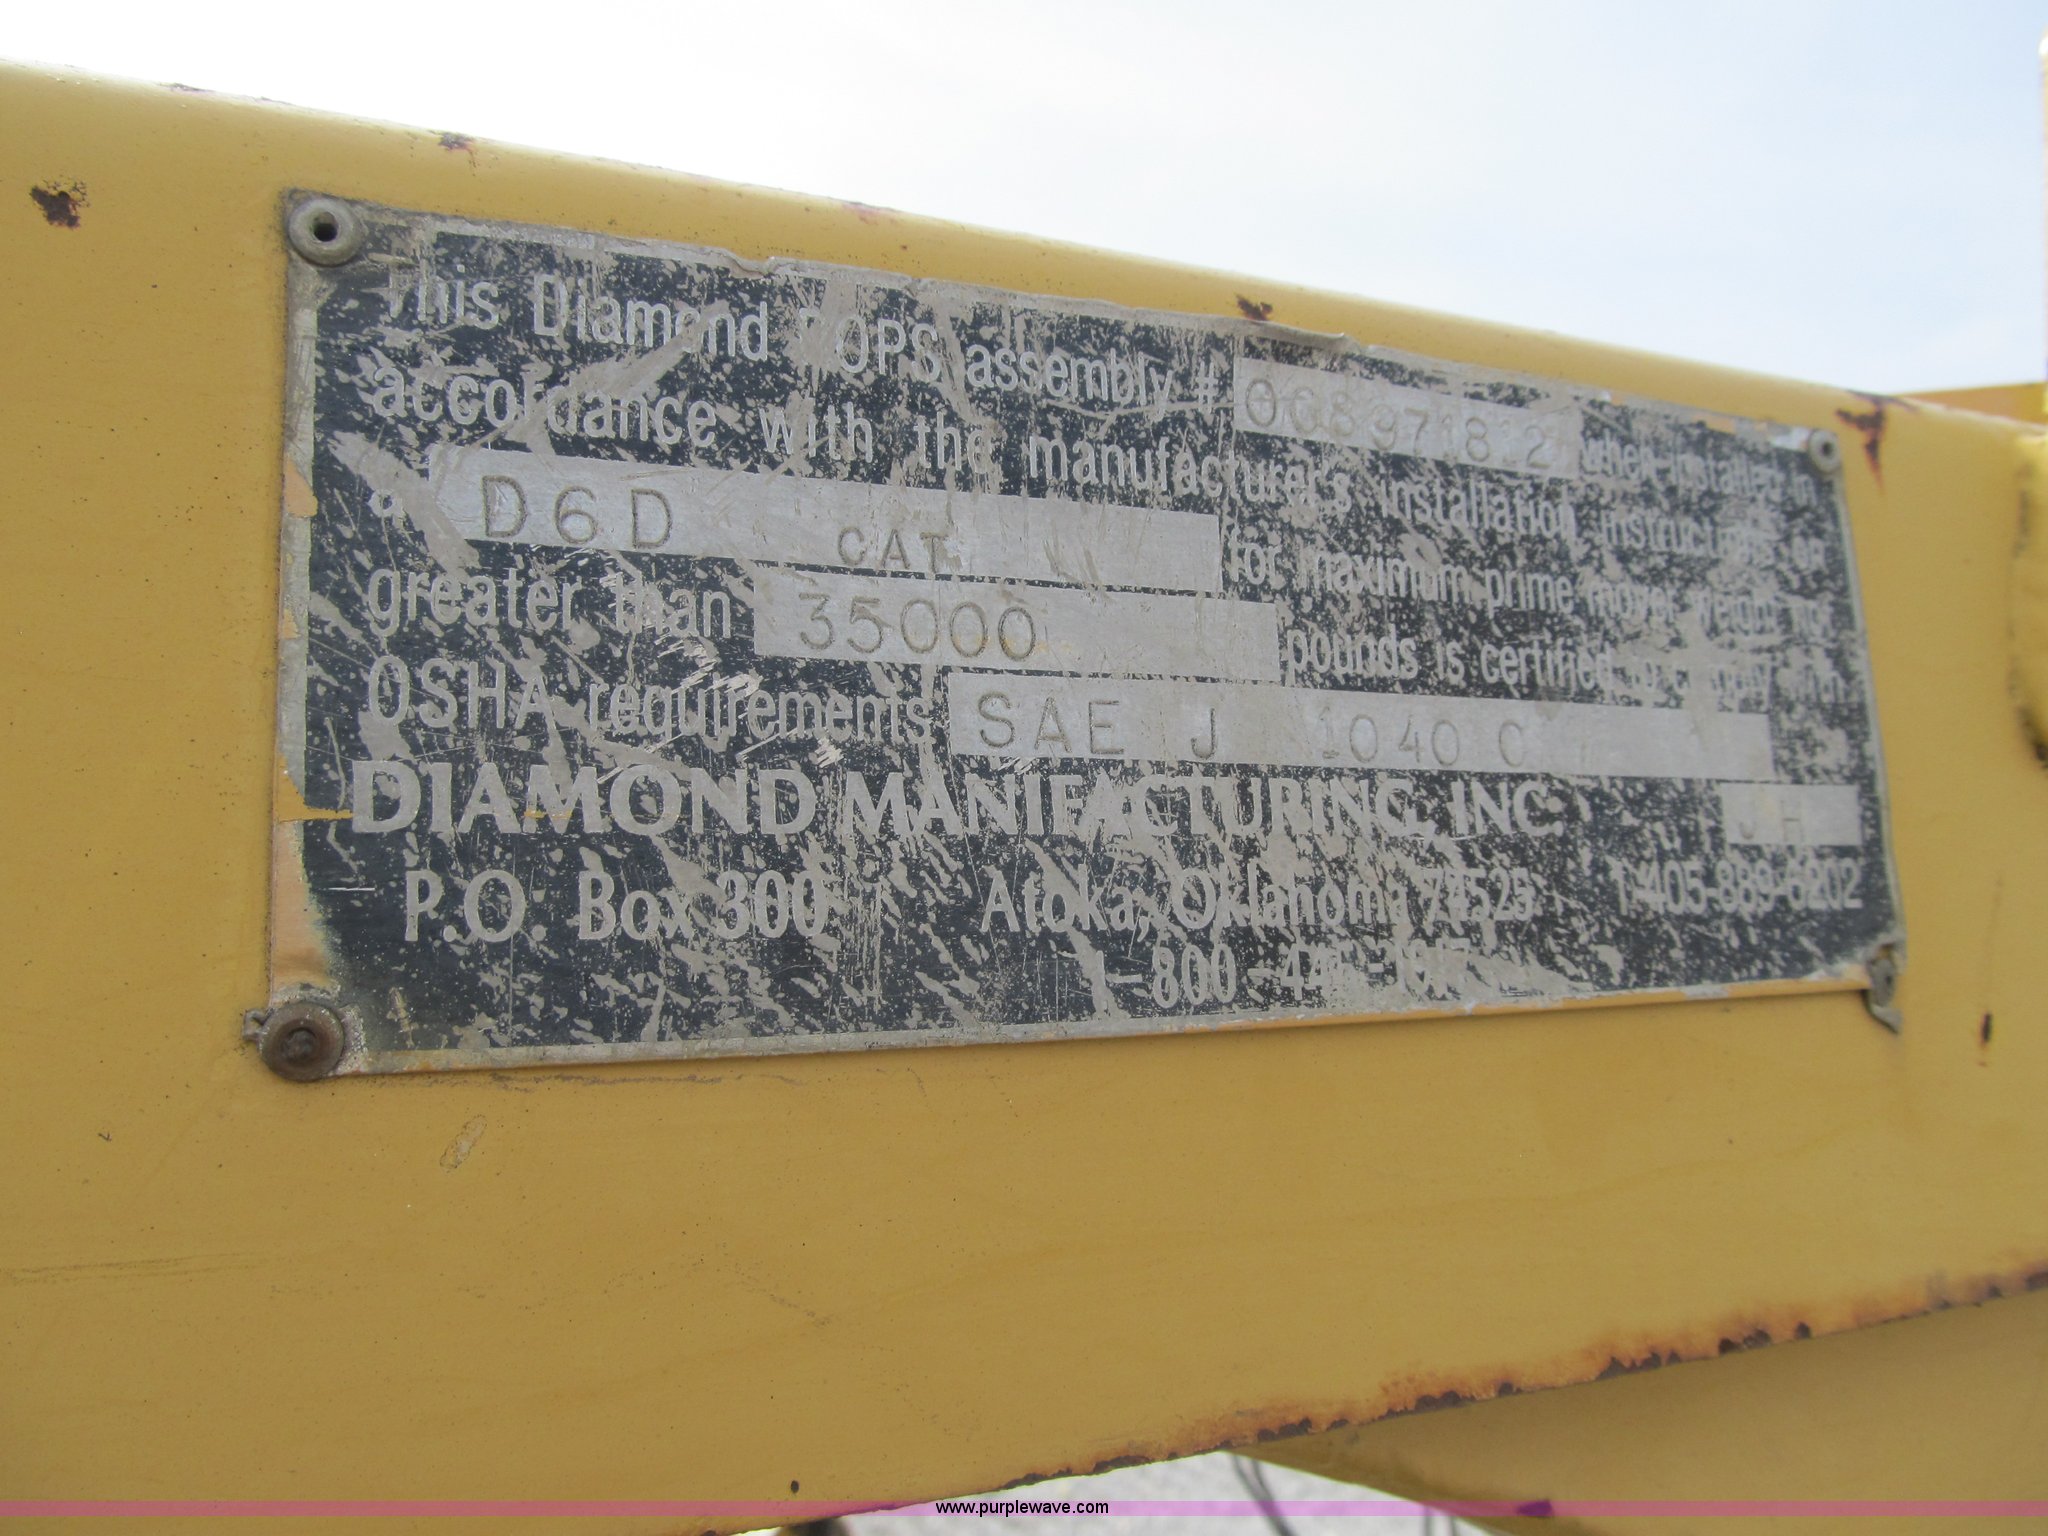 This Diamond ROPS assembly # 008971812 when installed in
accordance with the manufacturer's installation instructions on
a D6D CAT for maximum prime mover weight not
greater than 35000 pounds is certified to comply with
OSHA requirements SAE J 1040 C
DIAMOND MANUFACTURING, INC. JH
P.O. Box 300 Atoka, Oklahoma 74525 1-405-889-6202
1-800-
www.purplewave.com